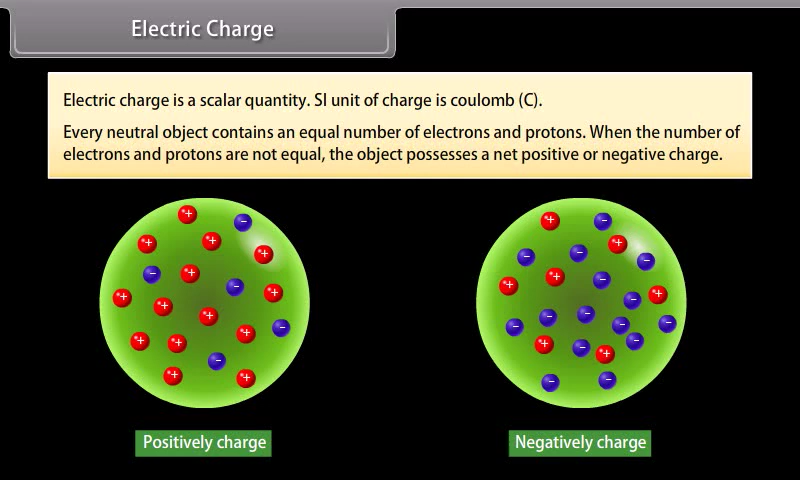 Electric Charge
Electric charge is a scalar quantity. SI unit of charge is coulomb (C).
Every neutral object contains an equal number of electrons and protons. When the number of
electrons and protons are not equal, the object possesses a net positive or negative charge.
Positively charge
Negatively charge